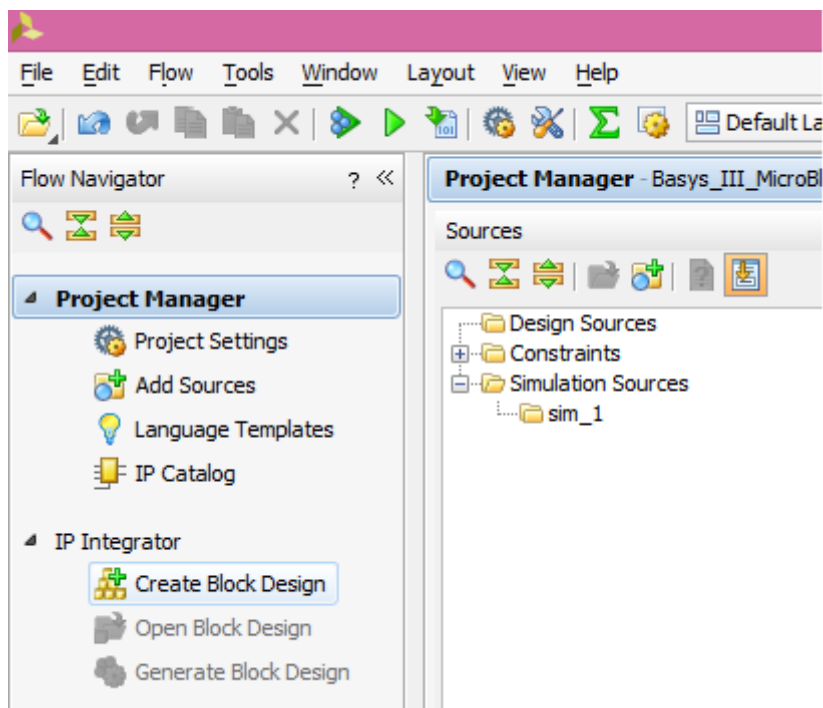 File Edit Flow Tools Window Layout View Help
Default La
Flow Navigator ? «
Project Manager - Basys_III_MicroBl
Sources
Project Manager
Project Settings
Add Sources
Language Templates
IP Catalog
IP Integrator
Create Block Design
Open Block Design
Generate Block Design
Design Sources
Constraints
Simulation Sources
sim_1